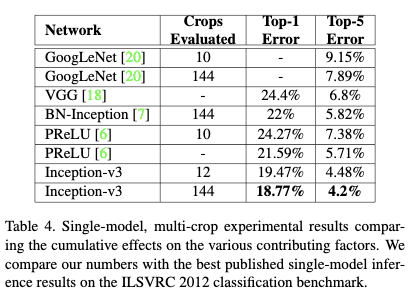 Network Crops Evaluated Top-1 Error Top-5 Error
GoogLeNet [20] 10 - 9.15%
GoogLeNet [20] 144 - 7.89%
VGG [18] - 24.4% 6.8%
BN-Inception [7] 144 22% 5.82%
PReLU [6] 10 24.27% 7.38%
PReLU [6] - 21.59% 5.71%
Inception-v3 12 19.47% 4.48%
Inception-v3 144 18.77% 4.2%
Table 4. Single-model, multi-crop experimental results compar-
ing the cumulative effects on the various contributing factors. We
compare our numbers with the best published single-model infer-
ence results on the ILSVRC 2012 classification benchmark.